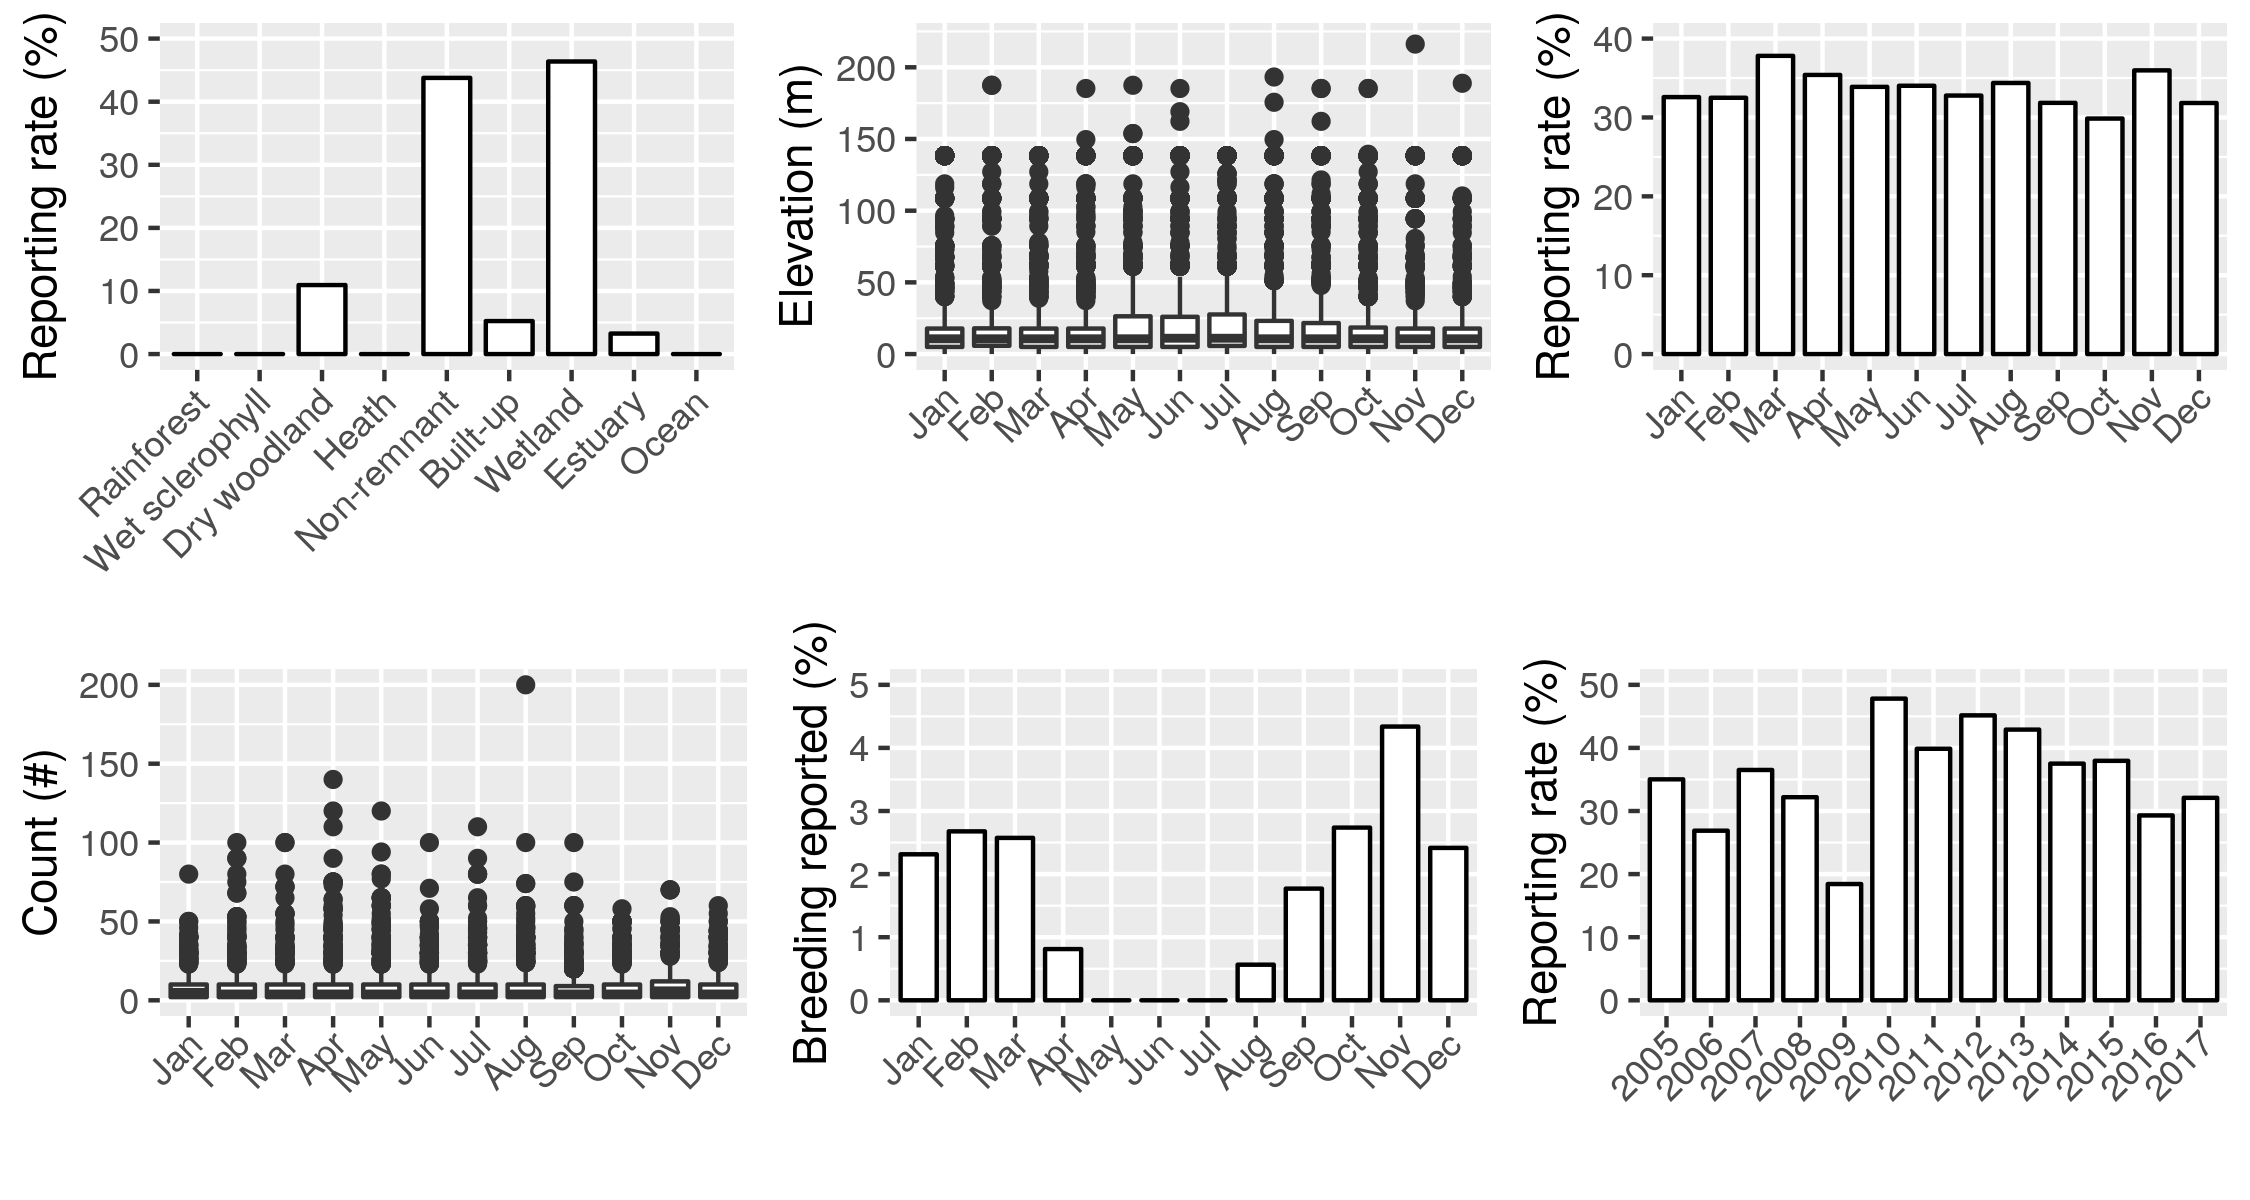 Reporting rate (%)
50
40
30
20
10
0
Rainforest
Wet sclerophyll
Dry woodland
Heath
Non-remnant
Built-up
Wetland
Estuary
Ocean
Elevation (m)
200
150
100
50
0
Jan
Feb
Mar
Apr
May
Jun
Jul
Aug
Sep
Oct
Nov
Dec
Reporting rate (%)
40
30
20
10
0
Jan
Feb
Mar
Apr
May
Jun
Jul
Aug
Sep
Oct
Nov
Dec
Count (#)
200
150
100
50
0
Jan
Feb
Mar
Apr
May
Jun
Jul
Aug
Sep
Oct
Nov
Dec
Breeding reported (%)
5
4
3
2
1
0
Jan
Feb
Mar
Apr
May
Jun
Jul
Aug
Sep
Oct
Nov
Dec
Reporting rate (%)
50
40
30
20
10
0
2005
2006
2007
2008
2009
2010
2011
2012
2013
2014
2015
2016
2017